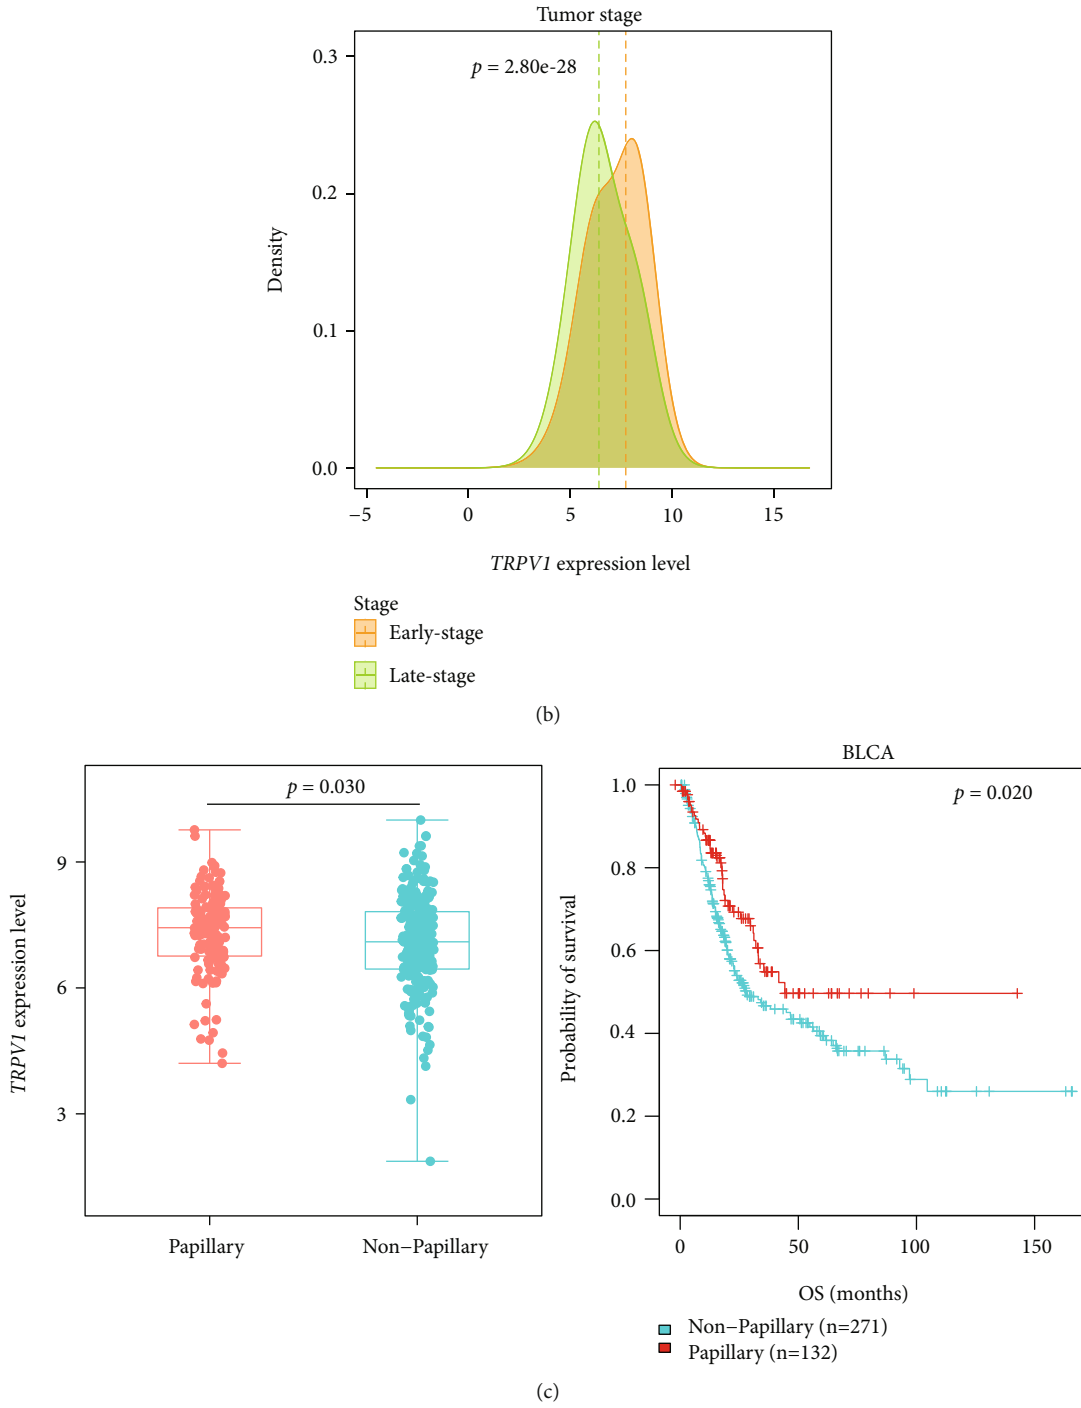 Tumor stage
p = 2.80e-28
0.3
0.2
0.1
0.0
Density
−5
0
5
10
15
TRPV1 expression level
Stage
Early-stage
Late-stage
(b)
p = 0.030
9
6
3
TRPV1 expression level
Papillary
Non−Papillary
BLCA
p = 0.020
1.0
0.8
0.6
0.4
0.2
0.0
Probability of survival
0
50
100
150
OS (months)
Non−Papillary (n=271)
Papillary (n=132)
(c)